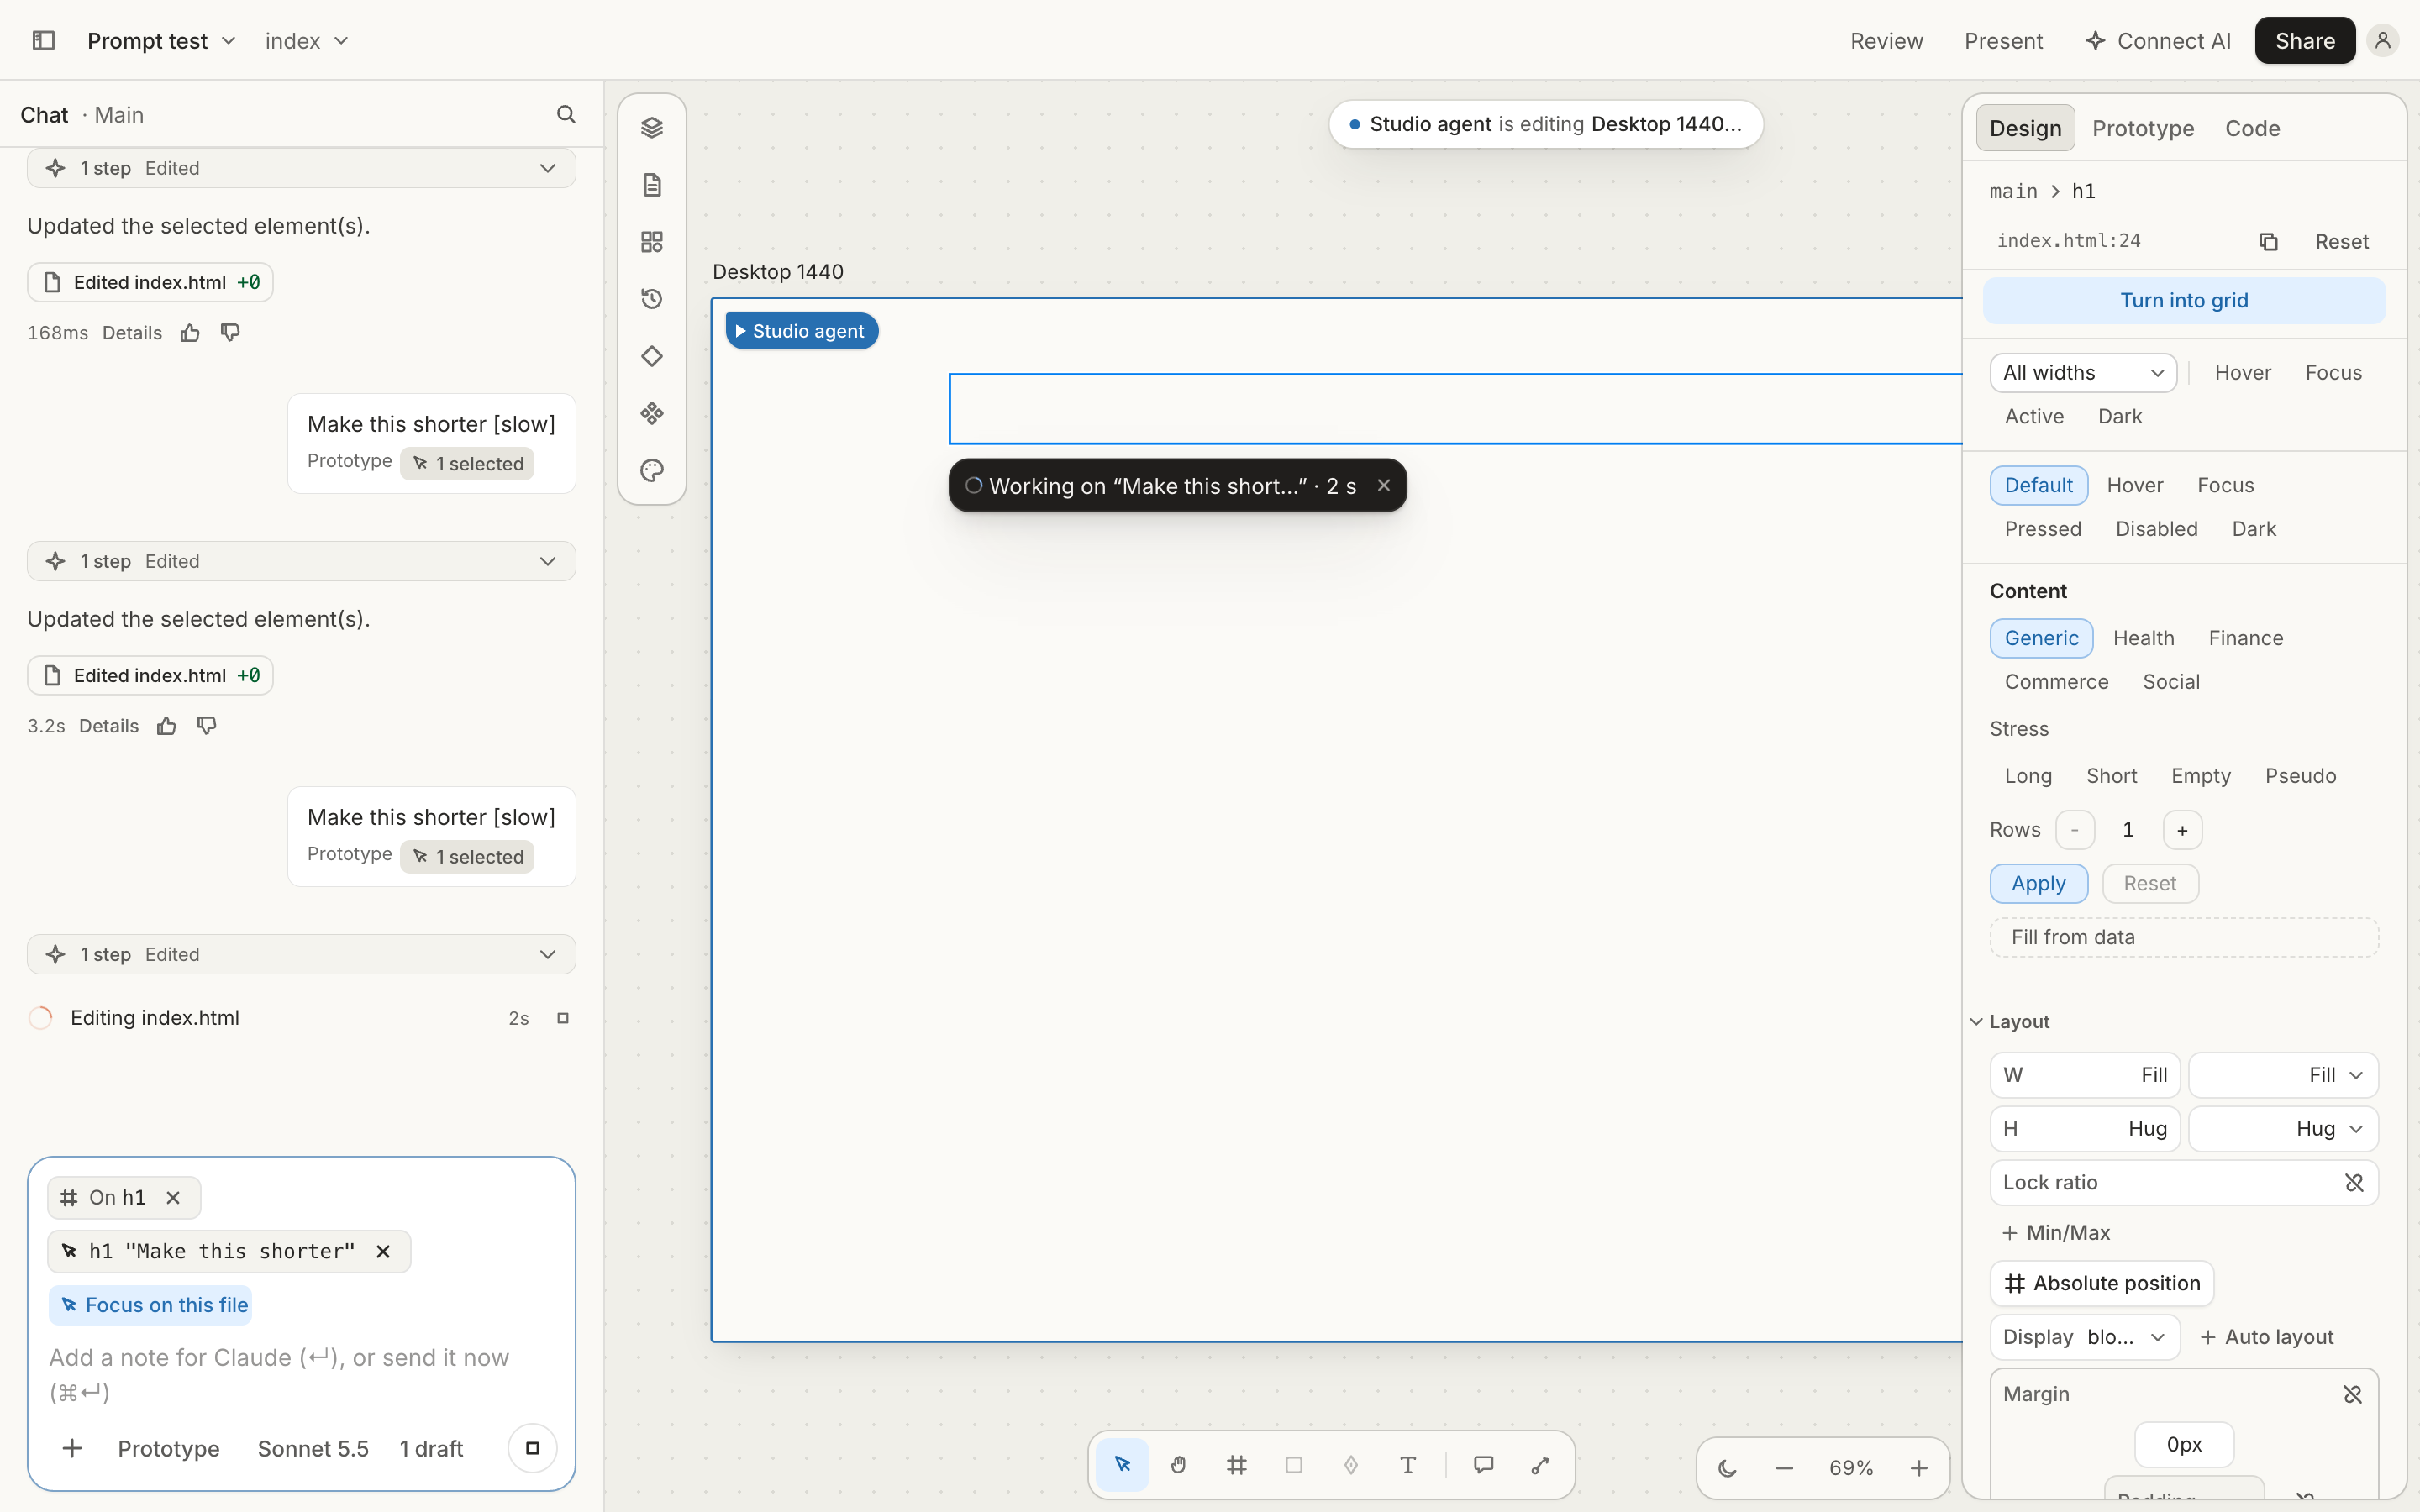 Prompt test
index
Review
Present
Connect AI
Share
Chat · Main
1 step Edited
Updated the selected element(s).
Edited index.html +0
168ms Details
Make this shorter [slow]
Prototype 1 selected
1 step Edited
Updated the selected element(s).
Edited index.html +0
3.2s Details
Make this shorter [slow]
Prototype 1 selected
1 step Edited
Editing index.html 2s
On h1
h1 "Make this shorter"
Focus on this file
Add a note for Claude (↵), or send it now
(⌘↵)
Prototype Sonnet 5.5 1 draft
Studio agent is editing Desktop 1440...
Desktop 1440
Studio agent
Working on “Make this short...” · 2 s
69%
Design Prototype Code
main > h1
index.html:24 Reset
Turn into grid
All widths Hover Focus
Active Dark
Default Hover Focus
Pressed Disabled Dark
Content
Generic Health Finance
Commerce Social
Stress
Long Short Empty Pseudo
Rows - 1 +
Apply Reset
Fill from data
Layout
W Fill Fill
H Hug Hug
Lock ratio
+ Min/Max
Absolute position
Display blo... + Auto layout
Margin
0px